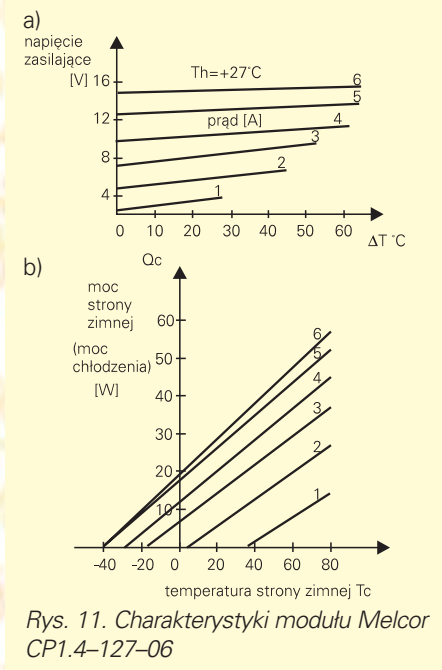 a)
napięcie
zasilające
[V] 16
12
8
4
Th=+27°C
prąd [A]
6
5
4
3
2
1
0 10 20 30 40 50 60
ΔT °C
b)
Qc
moc
strony
zimnej
(moc
chłodzenia)
[W]
60
50
40
30
20
10
6
5
4
3
2
1
-40 -20 0 20 40 60 80
temperatura strony zimnej Tc
Rys. 11. Charakterystyki modułu Melcor
CP1.4–127–06